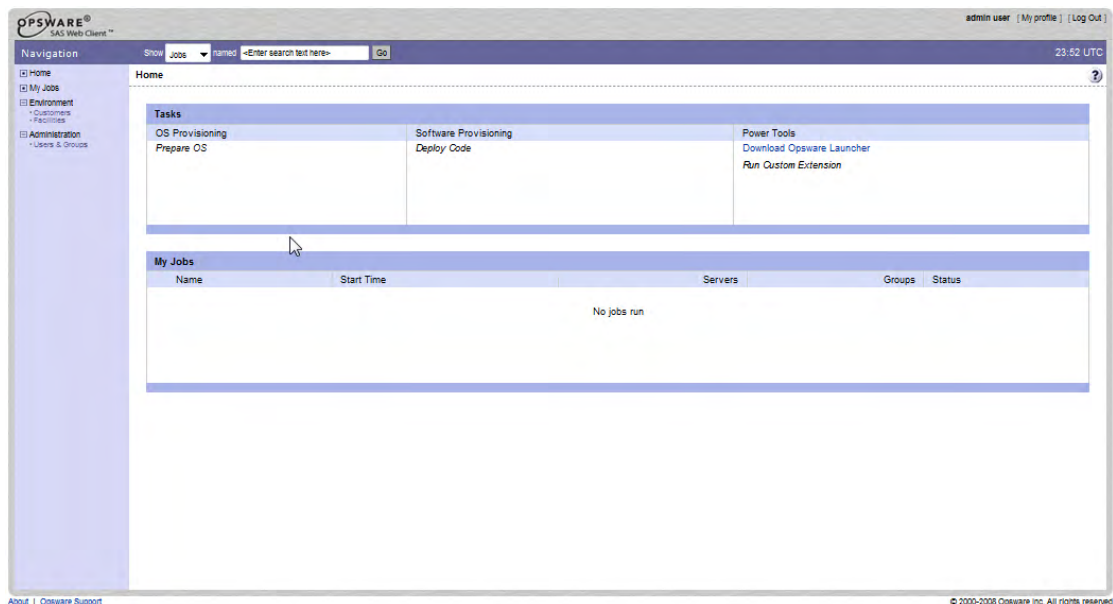 OPSWARE®
SAS Web Client ™
admin user [ My profile ] [ Log Out ]
Navigation
Show Jobs named <Enter search text here> Go
23:52 UTC
Home
My Jobs
Environment
Customers
Facilities
Administration
Users & Groups
Home
?
Tasks
OS Provisioning Software Provisioning Power Tools
Prepare OS Deploy Code Download Opsware Launcher
Run Custom Extension
My Jobs
Name Start Time Servers Groups Status
No jobs run
About | Opsware Support
© 2000-2008 Opsware Inc. All rights reserved